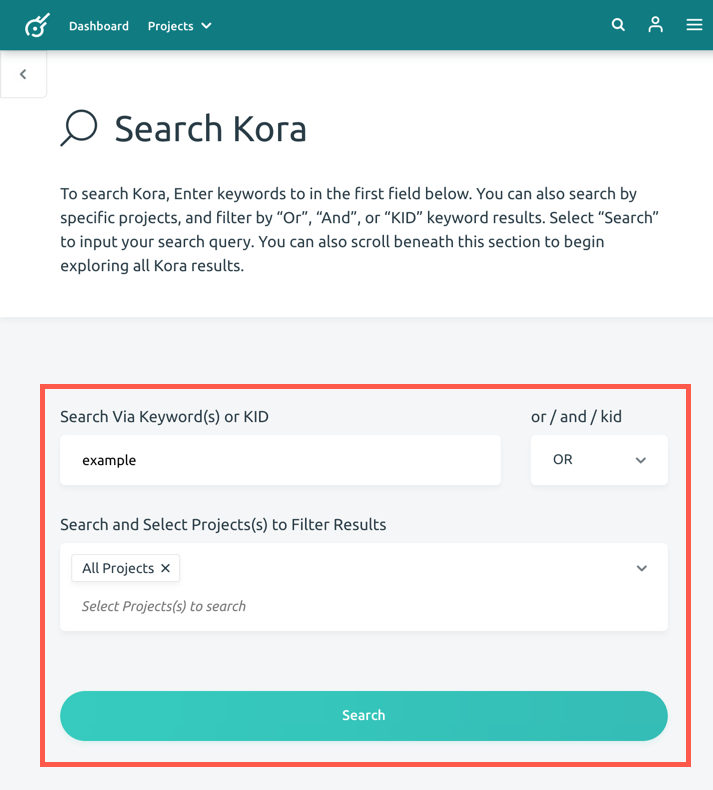 Dashboard Projects
Search Kora
To search Kora, Enter keywords to in the first field below. You can also search by
specific projects, and filter by “Or”, “And”, or “KID” keyword results. Select “Search”
to input your search query. You can also scroll beneath this section to begin
exploring all Kora results.
Search Via Keyword(s) or KID or / and / kid
example OR
Search and Select Projects(s) to Filter Results
All Projects ✕
Select Projects(s) to search
Search